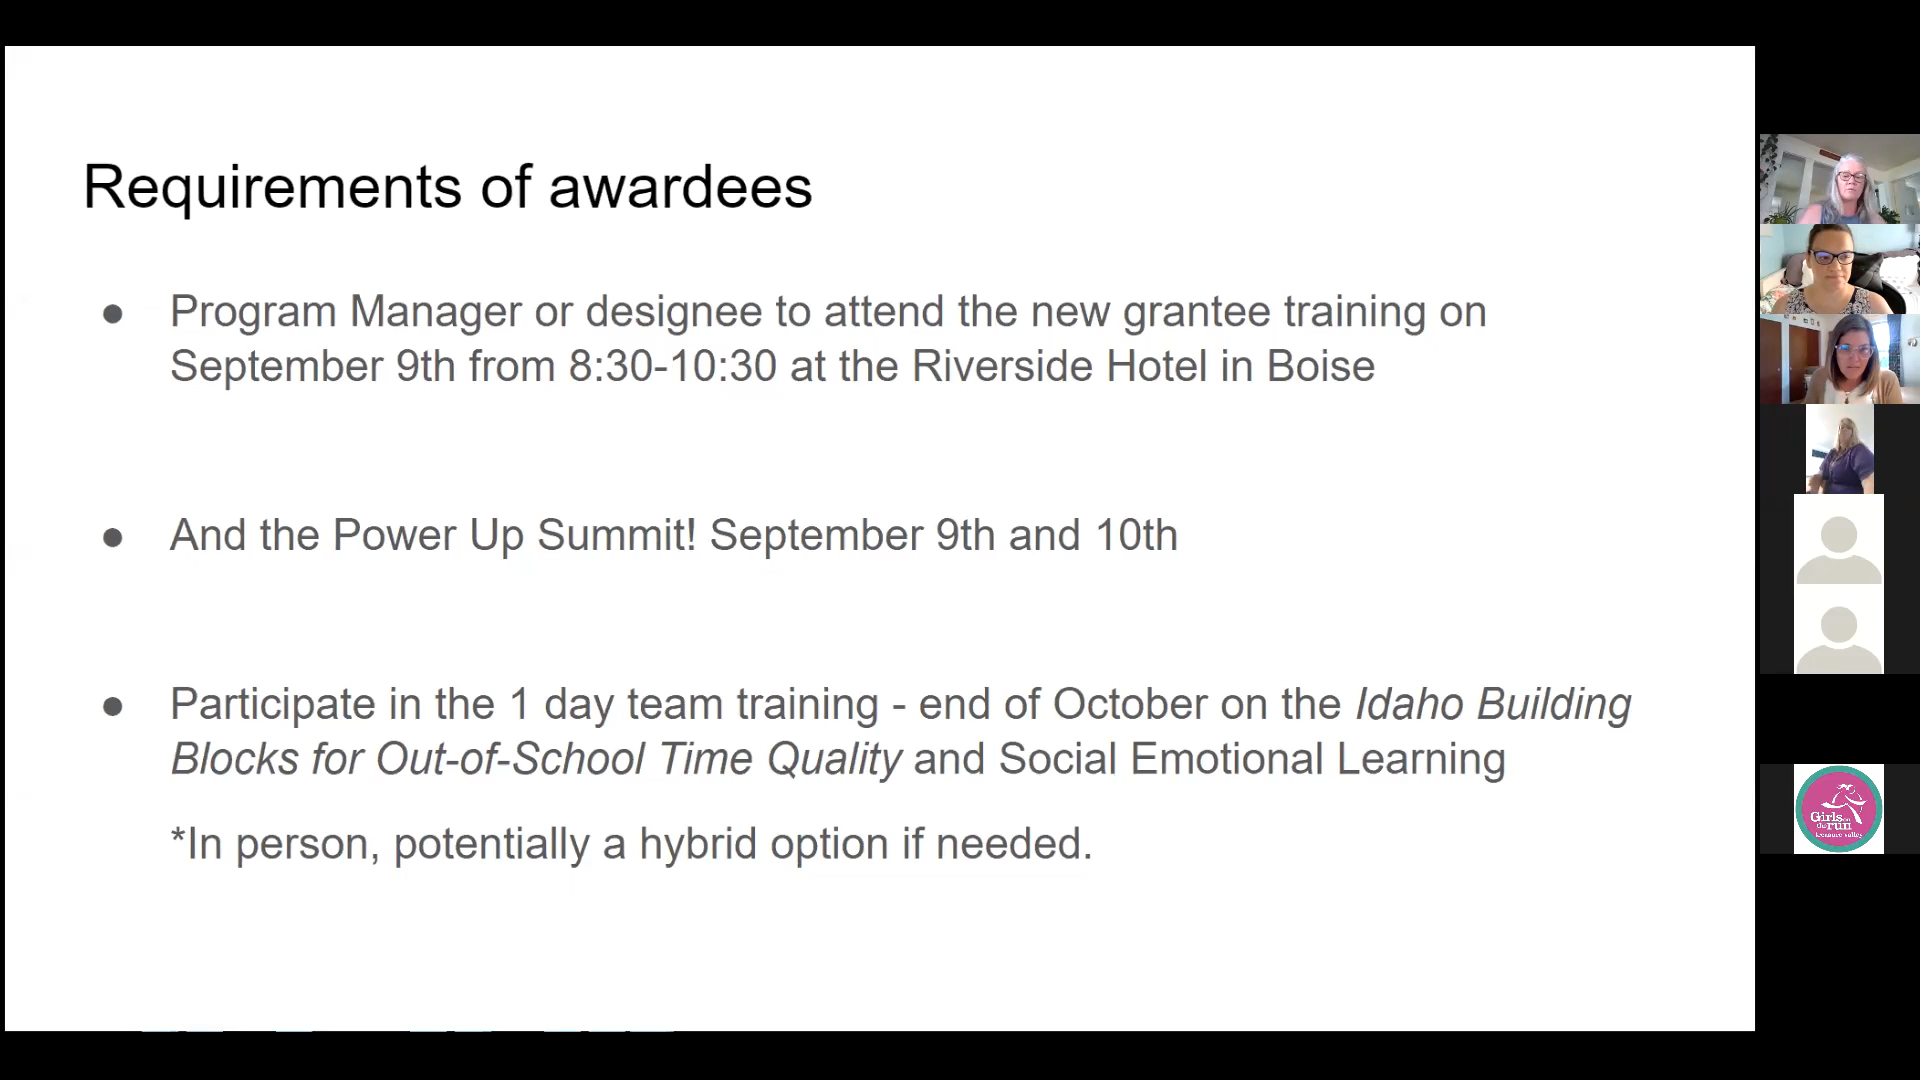 Requirements of awardees
● Program Manager or designee to attend the new grantee training on
September 9th from 8:30-10:30 at the Riverside Hotel in Boise
● And the Power Up Summit! September 9th and 10th
● Participate in the 1 day team training - end of October on the Idaho Building
Blocks for Out-of-School Time Quality and Social Emotional Learning
*In person, potentially a hybrid option if needed.
Girls on
the run
treasure valley